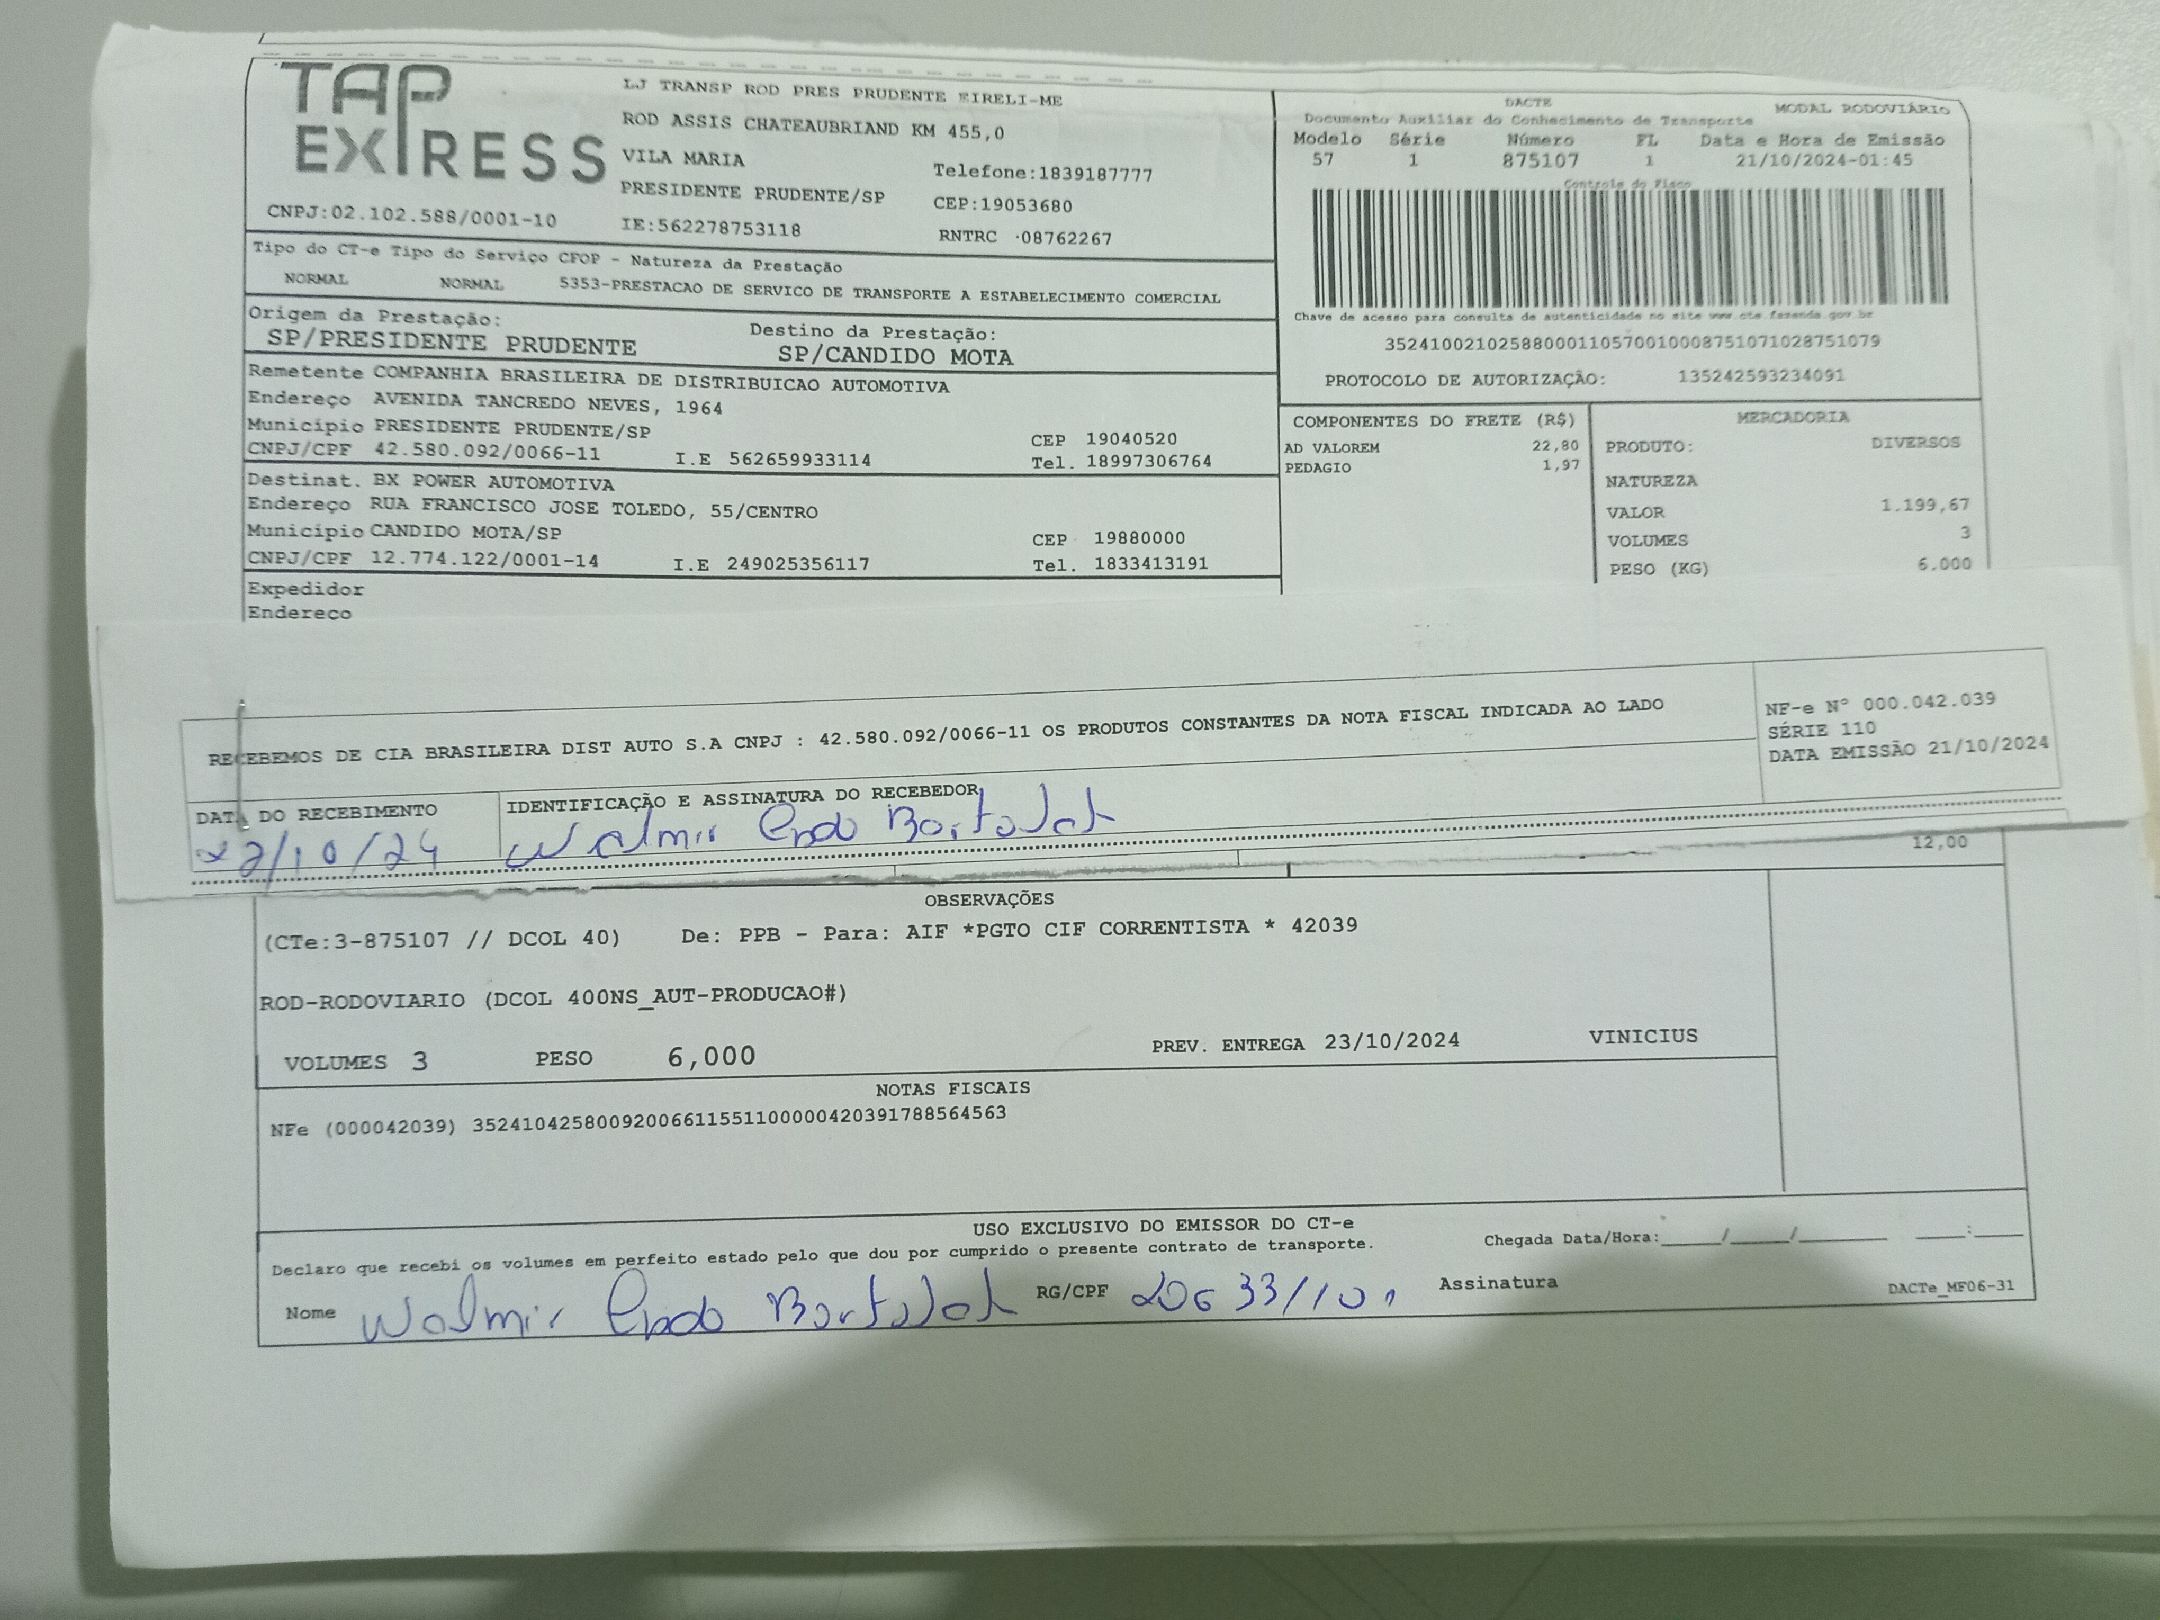 TAP EXPRESS
LJ TRANSP ROD PRES PRUDENTE EIRELI-ME
ROD ASSIS CHATEAUBRIAND KM 455,0
VILA MARIA Telefone:1839187777
PRESIDENTE PRUDENTE/SP CEP:19053680
CNPJ:02.102.588/0001-10 IE:562278753118 RNTRC 08762267
DACTE MODAL RODOVIÁRIO
Documento Auxiliar do Conhecimento de Transporte
Modelo Série Número FL Data e Hora de Emissão
57 1 875107 1 21/10/2024-01:45
Controle do Fisco
Chave de acesso para consulta de autenticidade no site www.cte.fazenda.gov.br
35241002102588000110570010008751071028751079
PROTOCOLO DE AUTORIZAÇÃO: 135242593234091
Tipo do CT-e Tipo do Serviço CFOP - Natureza da Prestação
NORMAL NORMAL 5353-PRESTACAO DE SERVICO DE TRANSPORTE A ESTABELECIMENTO COMERCIAL
Origem da Prestação: Destino da Prestação:
SP/PRESIDENTE PRUDENTE SP/CANDIDO MOTA
Remetente COMPANHIA BRASILEIRA DE DISTRIBUICAO AUTOMOTIVA
Endereço AVENIDA TANCREDO NEVES, 1964
Município PRESIDENTE PRUDENTE/SP CEP 19040520
CNPJ/CPF 42.580.092/0066-11 I.E 562659933114 Tel. 18997306764
Destinat. BX POWER AUTOMOTIVA
Endereço RUA FRANCISCO JOSE TOLEDO, 55/CENTRO
Município CANDIDO MOTA/SP CEP 19880000
CNPJ/CPF 12.774.122/0001-14 I.E 249025356117 Tel. 1833413191
Expedidor
Endereço
COMPONENTES DO FRETE (R$)
AD VALOREM 22,80
PEDAGIO 1,97
MERCADORIA
PRODUTO: DIVERSOS
NATUREZA
VALOR 1.199,67
VOLUMES 3
PESO (KG) 6.000
RECEBEMOS DE CIA BRASILEIRA DIST AUTO S.A CNPJ : 42.580.092/0066-11 OS PRODUTOS CONSTANTES DA NOTA FISCAL INDICADA AO LADO
NF-e Nº 000.042.039
SÉRIE 110
DATA EMISSÃO 21/10/2024
DATA DO RECEBIMENTO IDENTIFICAÇÃO E ASSINATURA DO RECEBEDOR
22/10/24 Walmir
12,00
OBSERVAÇÕES
(CTe:3-875107 // DCOL 40) De: PPB - Para: AIF *PGTO CIF CORRENTISTA * 42039
ROD-RODOVIARIO (DCOL 400NS_AUT-PRODUCAO#)
VOLUMES 3 PESO 6,000 PREV. ENTREGA 23/10/2024 VINICIUS
NOTAS FISCAIS
NFe (000042039) 35241042580092006611551100000420391788564563
USO EXCLUSIVO DO EMISSOR DO CT-e
Declaro que recebi os volumes em perfeito estado pelo que dou por cumprido o presente contrato de transporte. Chegada Data/Hora:_____/_____/_______ ____:____
Nome Walmir RG/CPF Assinatura DACTe_MF06-31